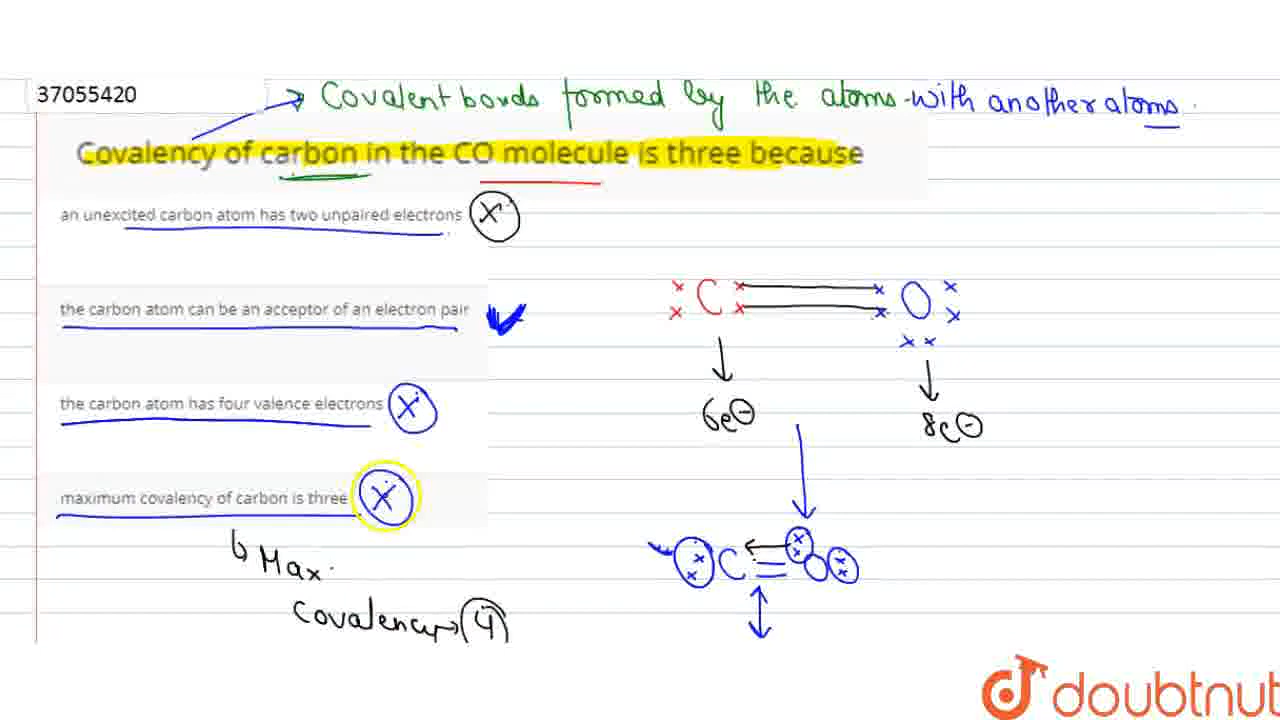 37055420
→ Covalent bonds formed by the atoms with another atoms.
Covalency of carbon in the CO molecule is three because
an unexcited carbon atom has two unpaired electrons
the carbon atom can be an acceptor of an electron pair
the carbon atom has four valence electrons
maximum covalency of carbon is three
C O
6e⊖ 8e⊖
C O
Max.
Covalency→ 4
doubtnut